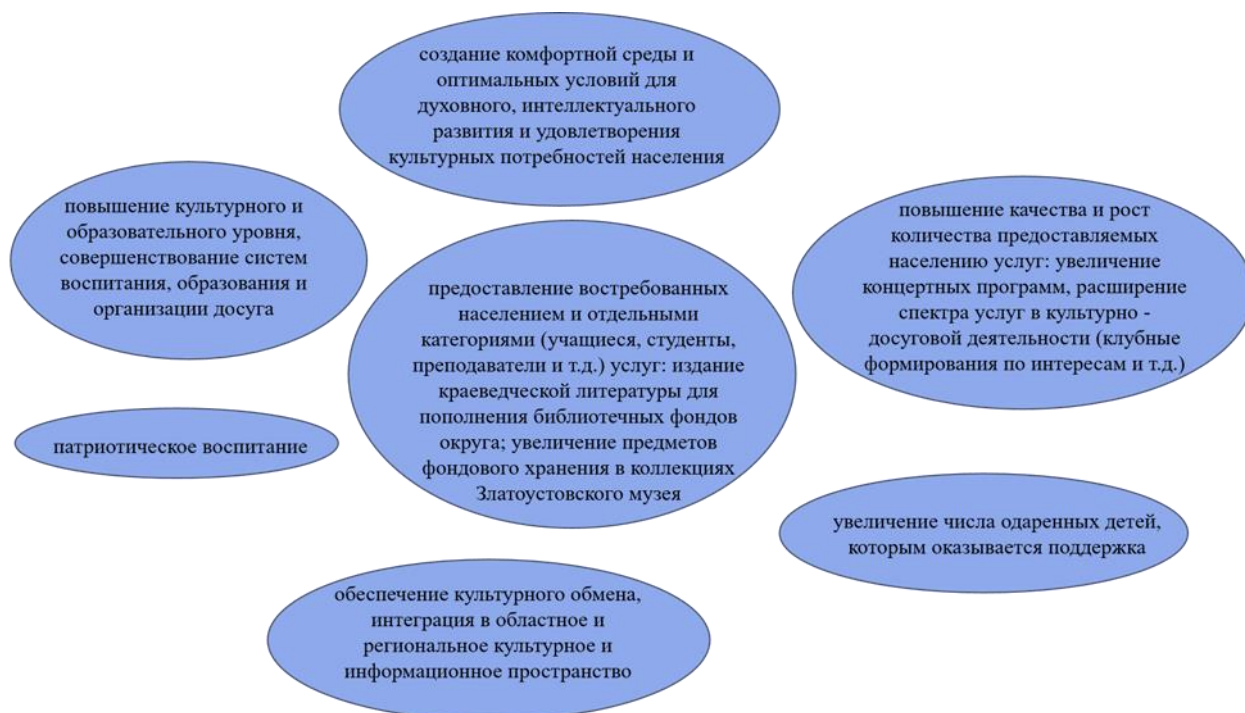 создание комфортной среды и
оптимальных условий для
духовного, интеллектуального
развития и удовлетворения
культурных потребностей населения
повышение культурного и
образовательного уровня,
совершенствование систем
воспитания, образования и
организации досуга
предоставление востребованных
населением и отдельными
категориями (учащиеся, студенты,
преподаватели и т.д.) услуг: издание
краеведческой литературы для
пополнения библиотечных фондов
округа; увеличение предметов
фондового хранения в коллекциях
Златоустовского музея
повышение качества и рост
количества предоставляемых
населению услуг: увеличение
концертных программ, расширение
спектра услуг в культурно -
досуговой деятельности (клубные
формирования по интересам и т.д.)
патриотическое воспитание
увеличение числа одаренных детей,
которым оказывается поддержка
обеспечение культурного обмена,
интеграция в областное и
региональное культурное и
информационное пространство